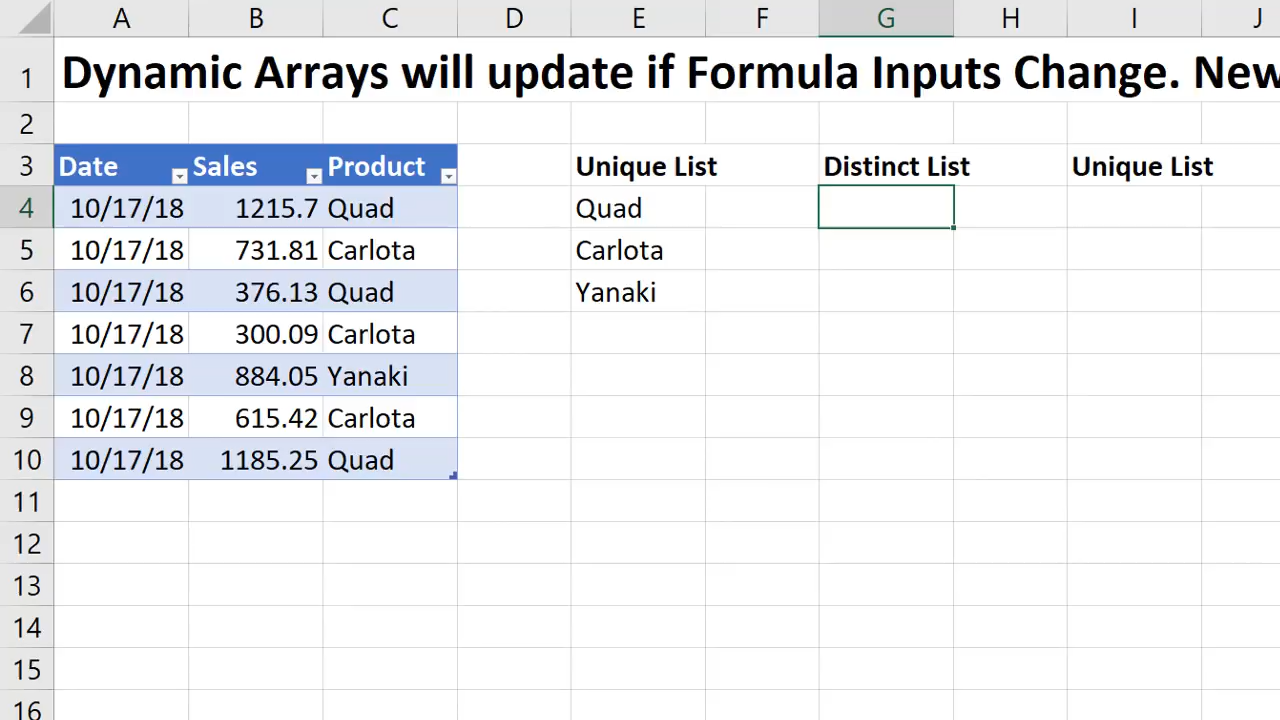 A B C D E F G H I J
1 Dynamic Arrays will update if Formula Inputs Change. New
2
3 Date Sales Product Unique List Distinct List Unique List
4 10/17/18 1215.7 Quad Quad
5 10/17/18 731.81 Carlota Carlota
6 10/17/18 376.13 Quad Yanaki
7 10/17/18 300.09 Carlota
8 10/17/18 884.05 Yanaki
9 10/17/18 615.42 Carlota
10 10/17/18 1185.25 Quad
11
12
13
14
15
16